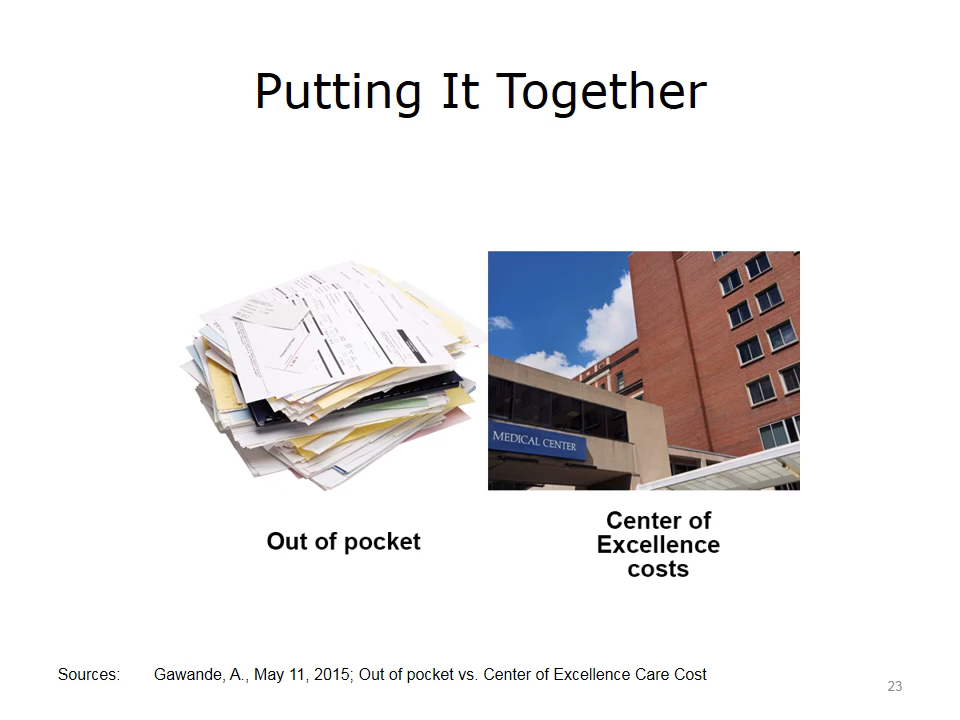 Putting It Together
MEDICAL CENTER
Out of pocket
Center of
Excellence
costs
Sources: Gawande, A., May 11, 2015; Out of pocket vs. Center of Excellence Care Cost
23